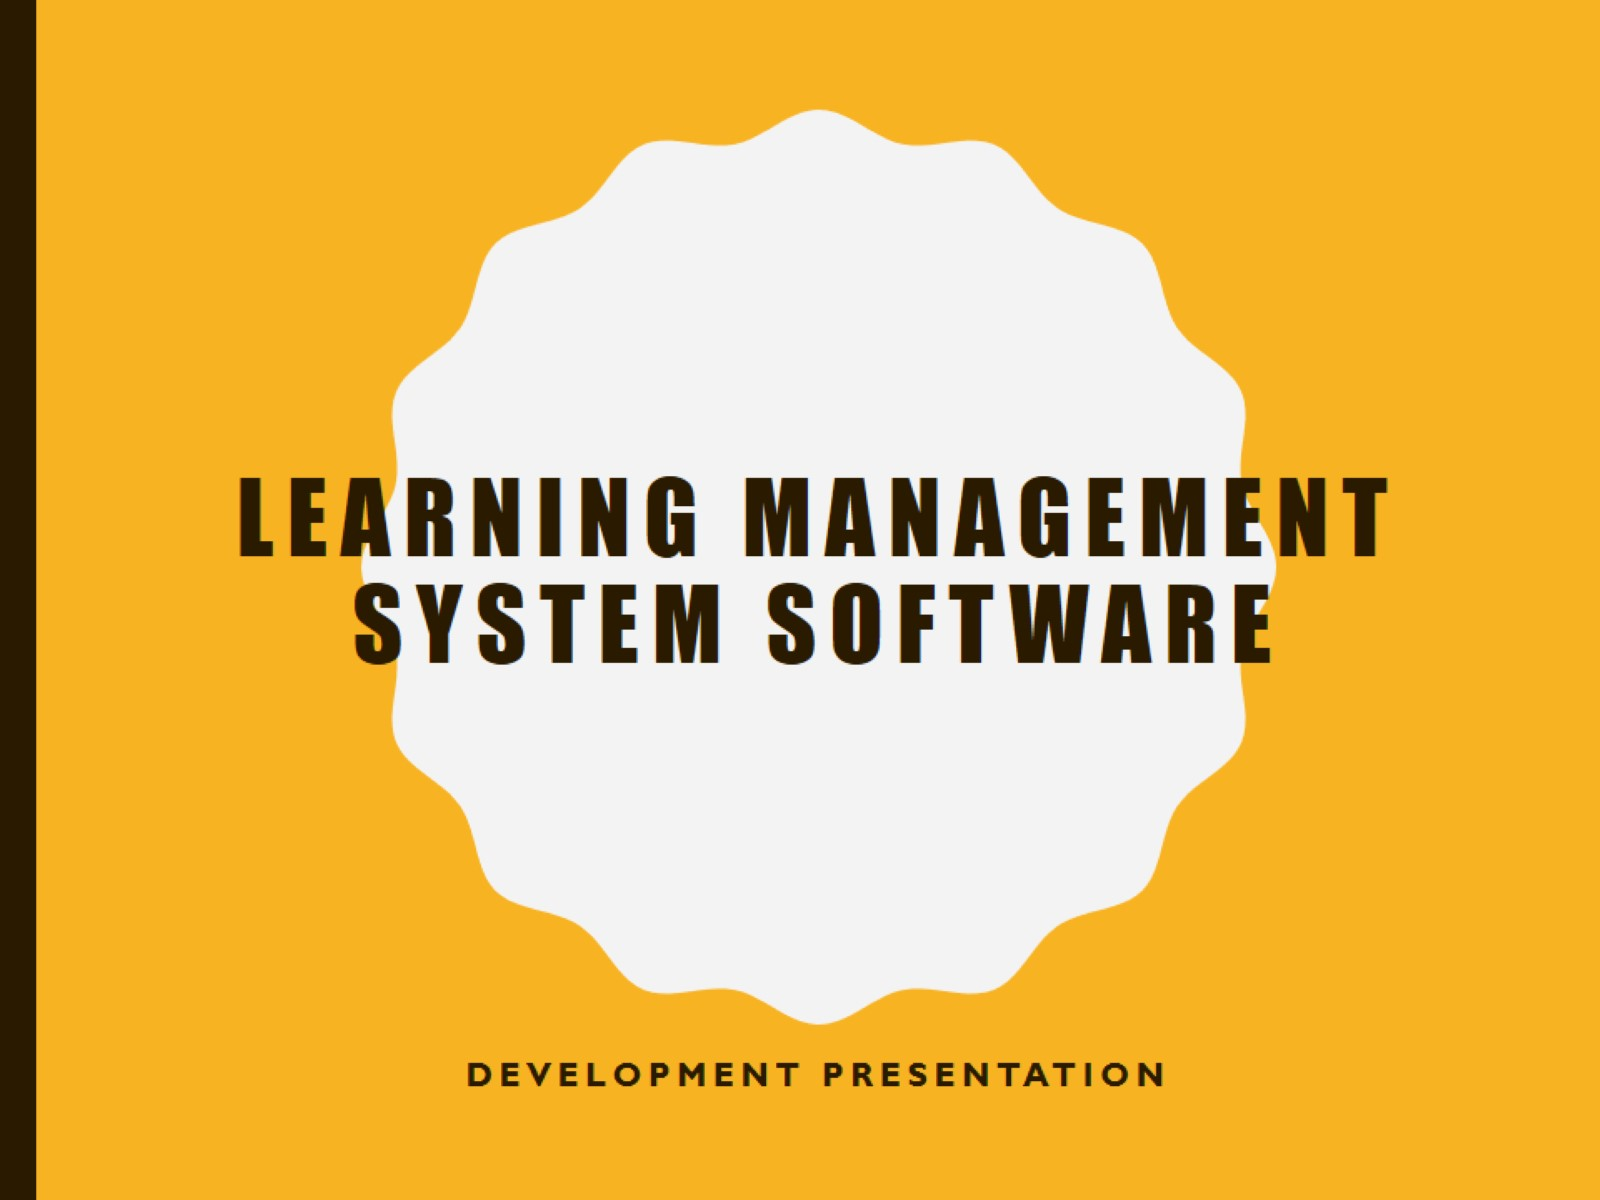 LEARNING MANAGEMENT
SYSTEM SOFTWARE
DEVELOPMENT PRESENTATION